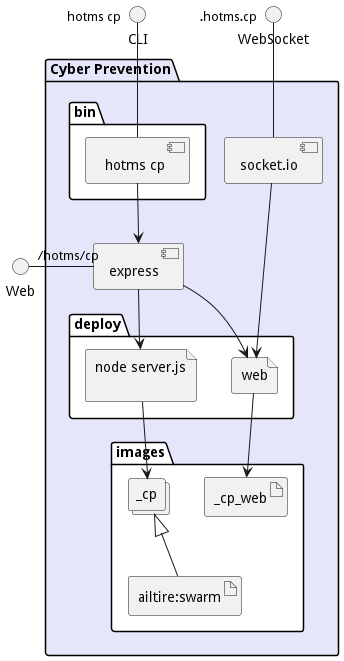 hotms cp
.hotms.cp
CLI
WebSocket
Cyber Prevention
bin
hotms cp
socket.io
/hotms/cp
express
Web
deploy
node server.js
web
images
_cp
_cp_web
ailtire:swarm